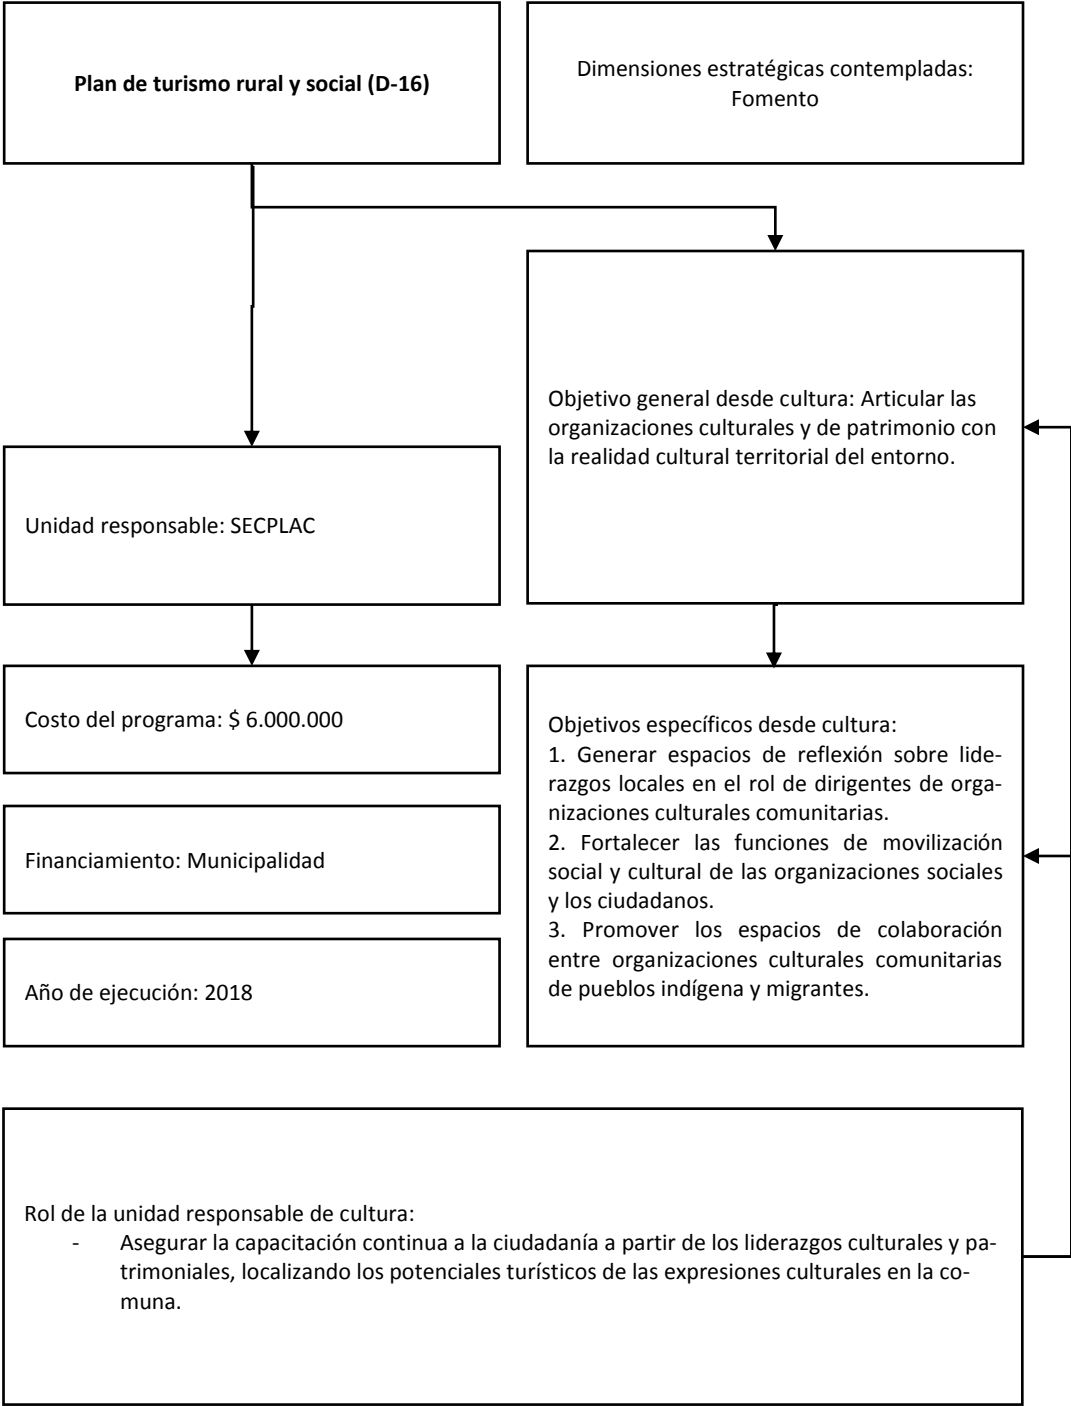 Plan de turismo rural y social (D-16)
Dimensiones estratégicas contempladas:
Fomento
Objetivo general desde cultura: Articular las
organizaciones culturales y de patrimonio con
la realidad cultural territorial del entorno.
Unidad responsable: SECPLAC
Costo del programa: $ 6.000.000
Financiamiento: Municipalidad
Año de ejecución: 2018
Objetivos específicos desde cultura:
1. Generar espacios de reflexión sobre lide-
razgos locales en el rol de dirigentes de orga-
nizaciones culturales comunitarias.
2. Fortalecer las funciones de movilización
social y cultural de las organizaciones sociales
y los ciudadanos.
3. Promover los espacios de colaboración
entre organizaciones culturales comunitarias
de pueblos indígena y migrantes.
Rol de la unidad responsable de cultura:
- Asegurar la capacitación continua a la ciudadanía a partir de los liderazgos culturales y pa-
trimoniales, localizando los potenciales turísticos de las expresiones culturales en la co-
muna.